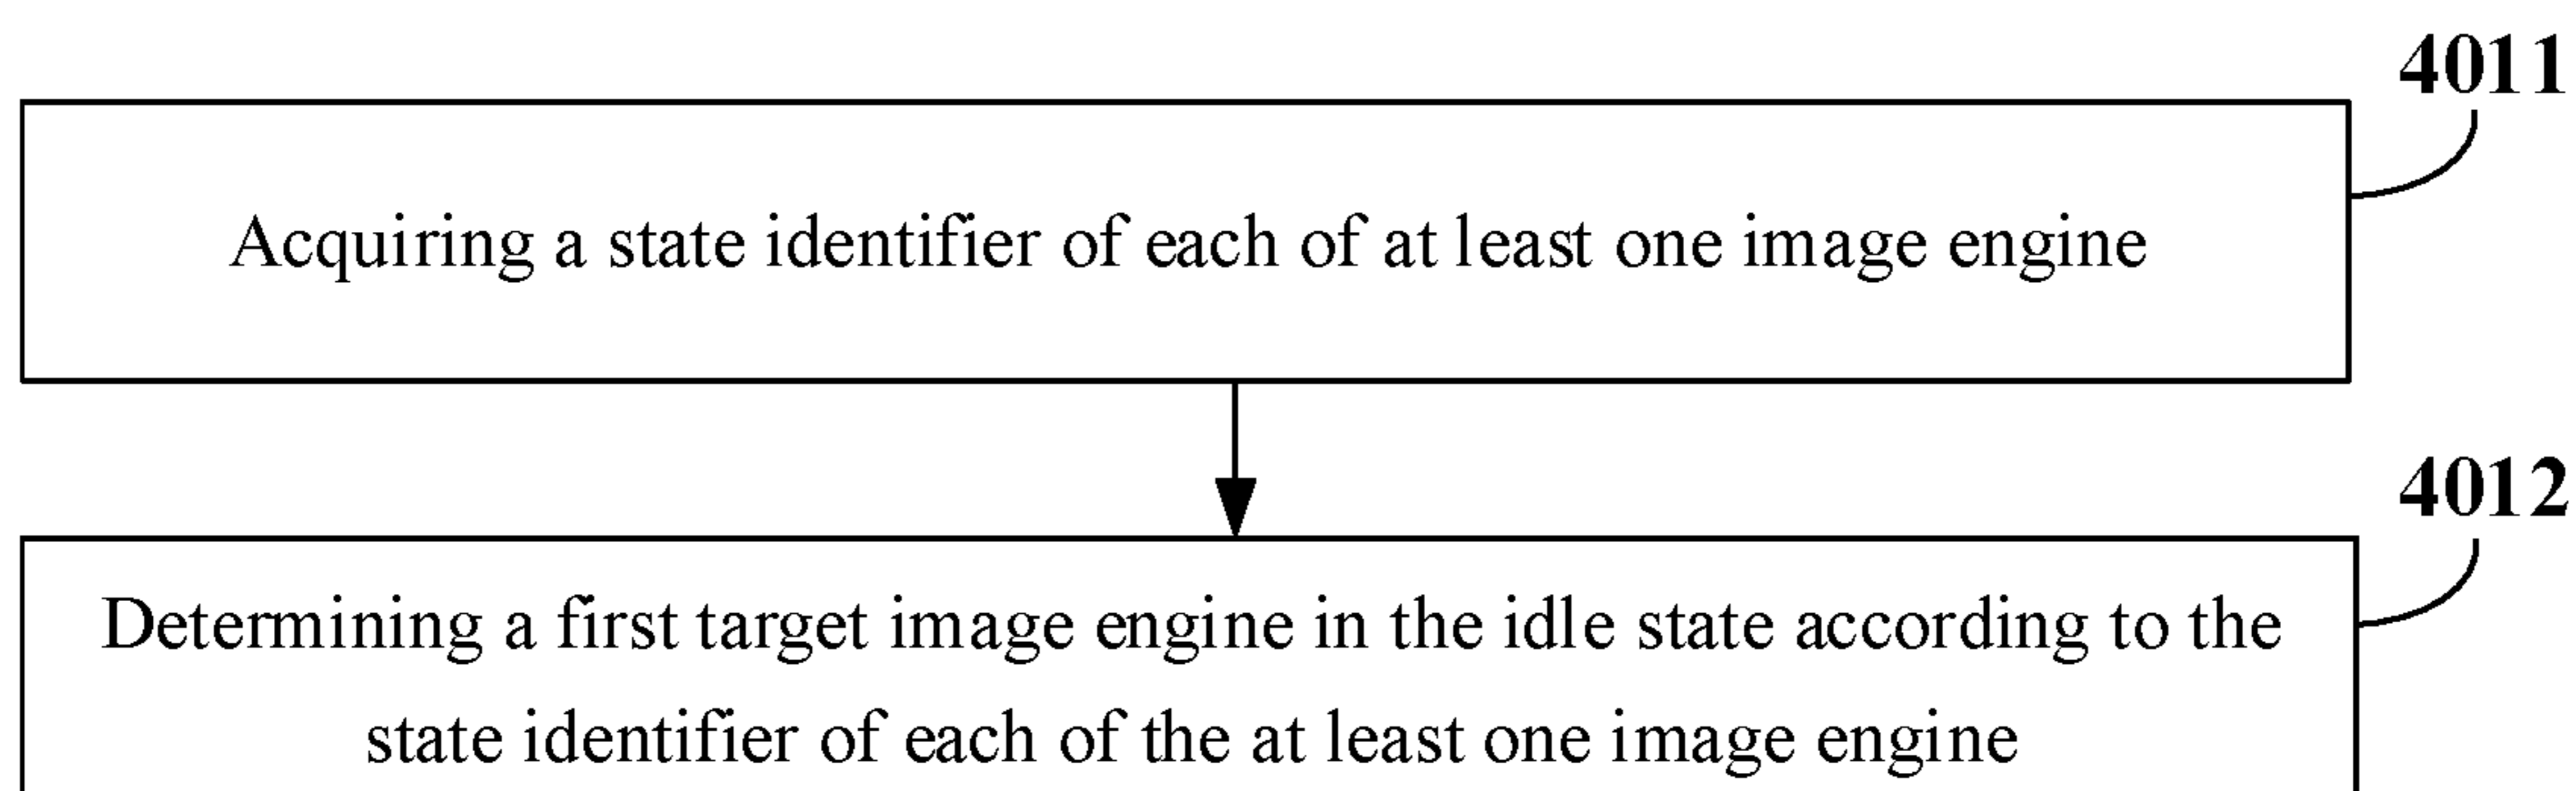 4011
Acquiring a state identifier of each of at least one image engine
4012
Determining a first target image engine in the idle state according to the
state identifier of each of the at least one image engine